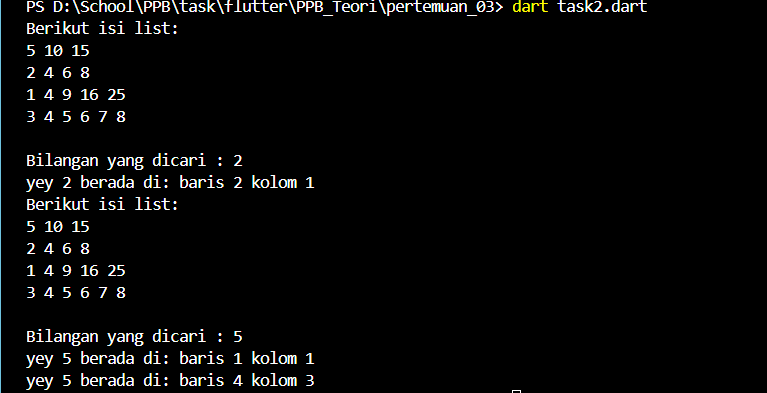 PS D:\School\PPB\task\flutter\PPB_Teori\pertemuan_03> dart task2.dart
Berikut isi list:
5 10 15
2 4 6 8
1 4 9 16 25
3 4 5 6 7 8
Bilangan yang dicari : 2
yey 2 berada di: baris 2 kolom 1
Berikut isi list:
5 10 15
2 4 6 8
1 4 9 16 25
3 4 5 6 7 8
Bilangan yang dicari : 5
yey 5 berada di: baris 1 kolom 1
yey 5 berada di: baris 4 kolom 3